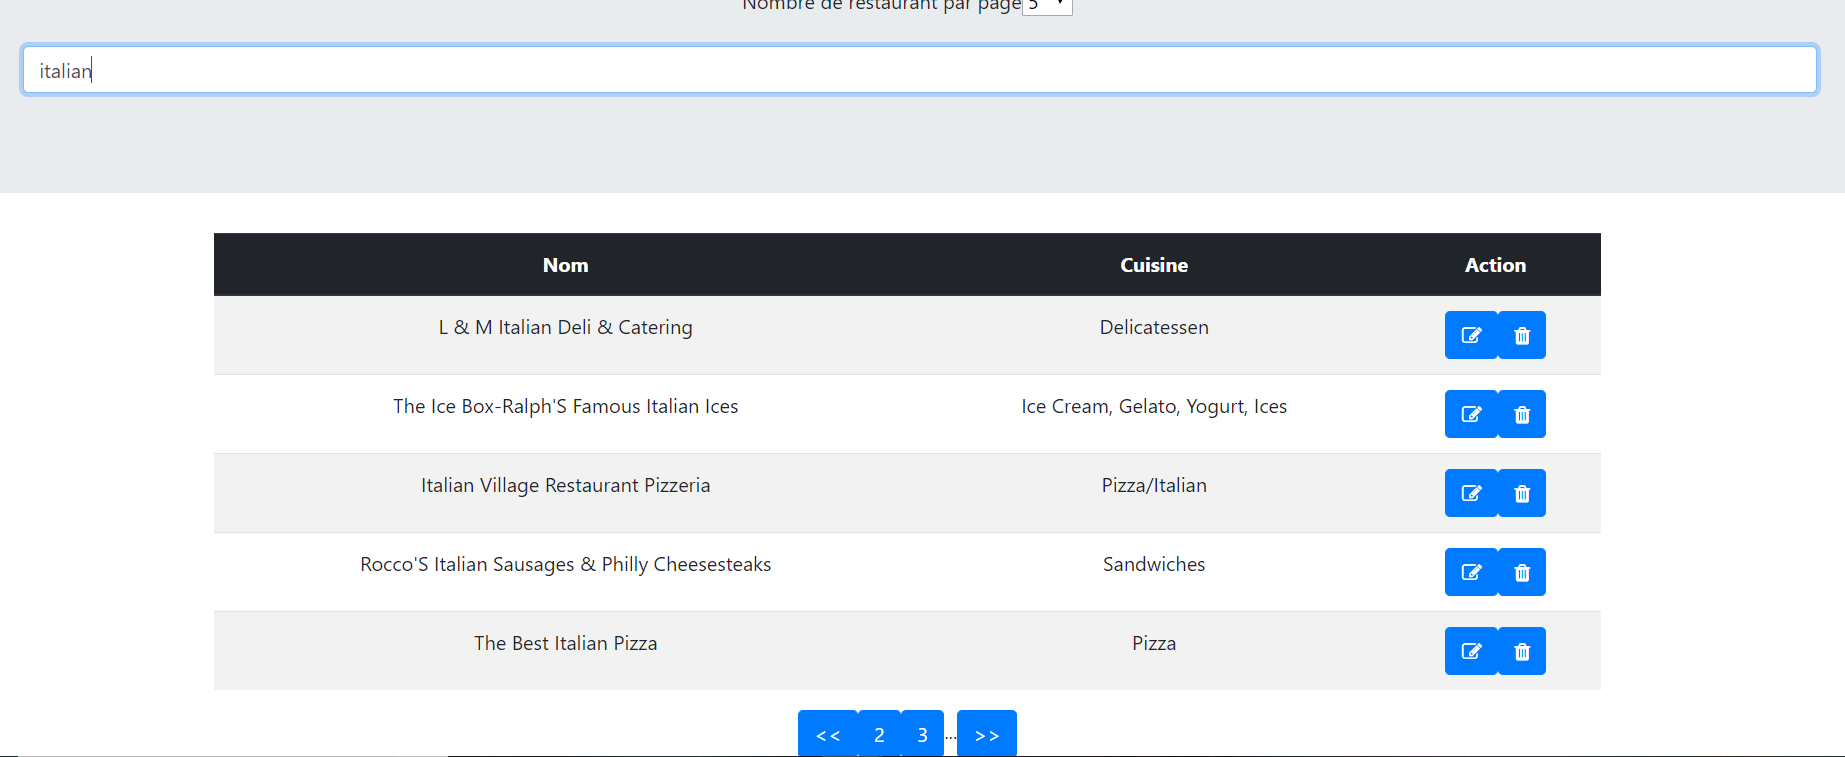 Nombre de restaurant par page 5
italian
Nom Cuisine Action
L & M Italian Deli & Catering Delicatessen
The Ice Box-Ralph'S Famous Italian Ices Ice Cream, Gelato, Yogurt, Ices
Italian Village Restaurant Pizzeria Pizza/Italian
Rocco'S Italian Sausages & Philly Cheesesteaks Sandwiches
The Best Italian Pizza Pizza
<< 2 3 ... >>